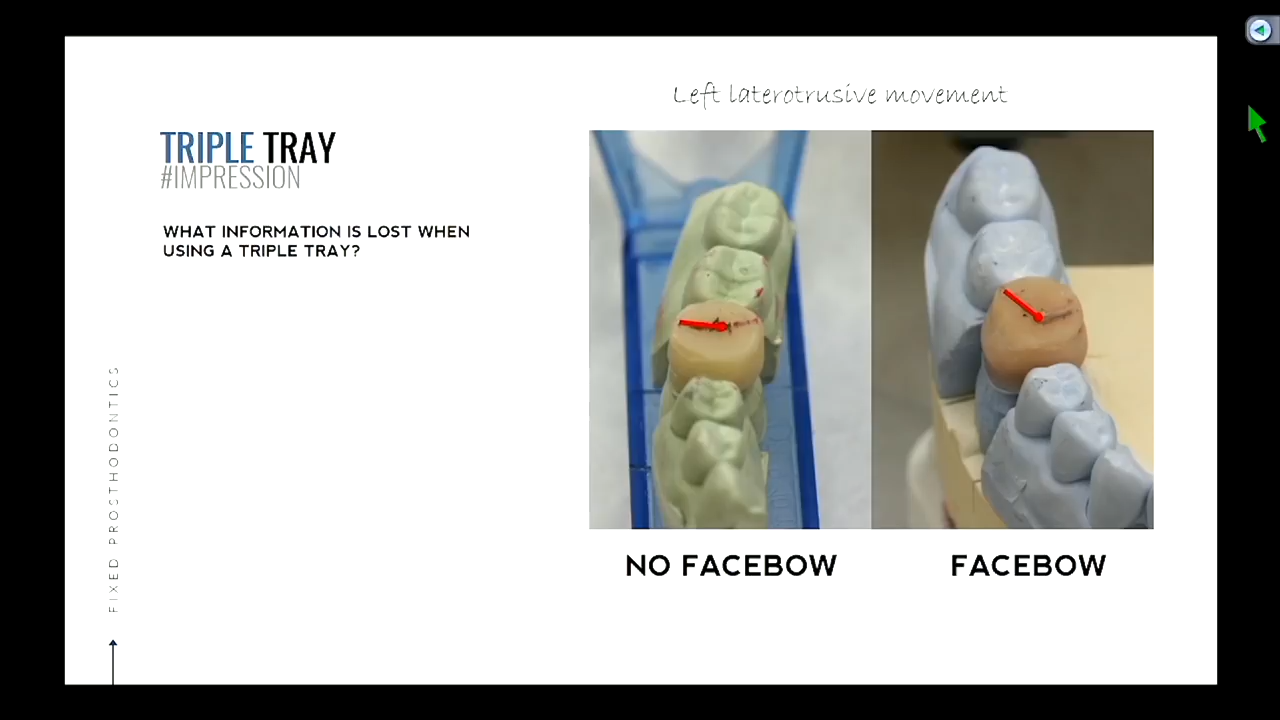 Left laterotrusive movement
TRIPLE TRAY
#IMPRESSION
WHAT INFORMATION IS LOST WHEN
USING A TRIPLE TRAY?
FIXED PROSTHODONTICS
NO FACEBOW
FACEBOW